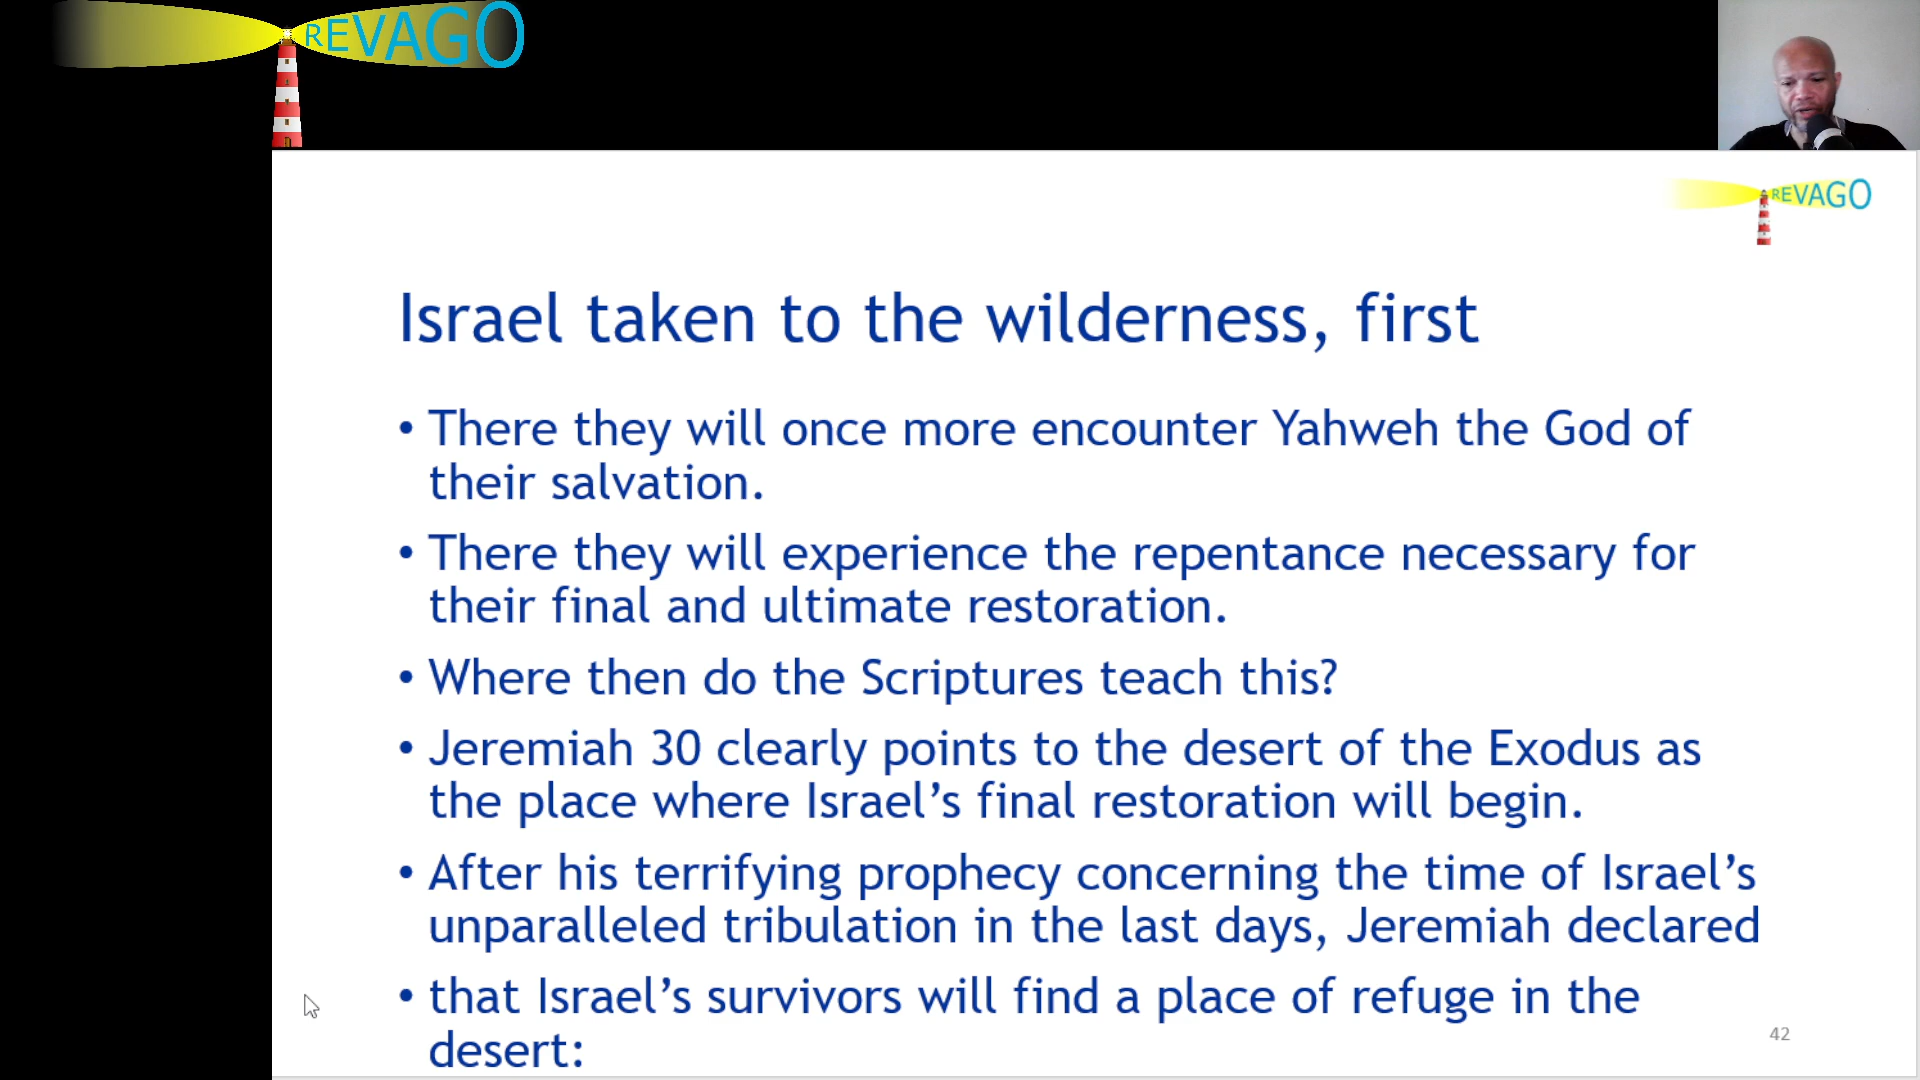 REVAGO
REVAGO
Israel taken to the wilderness, first
• There they will once more encounter Yahweh the God of
their salvation.
• There they will experience the repentance necessary for
their final and ultimate restoration.
• Where then do the Scriptures teach this?
• Jeremiah 30 clearly points to the desert of the Exodus as
the place where Israel’s final restoration will begin.
• After his terrifying prophecy concerning the time of Israel’s
unparalleled tribulation in the last days, Jeremiah declared
• that Israel’s survivors will find a place of refuge in the
desert:
42